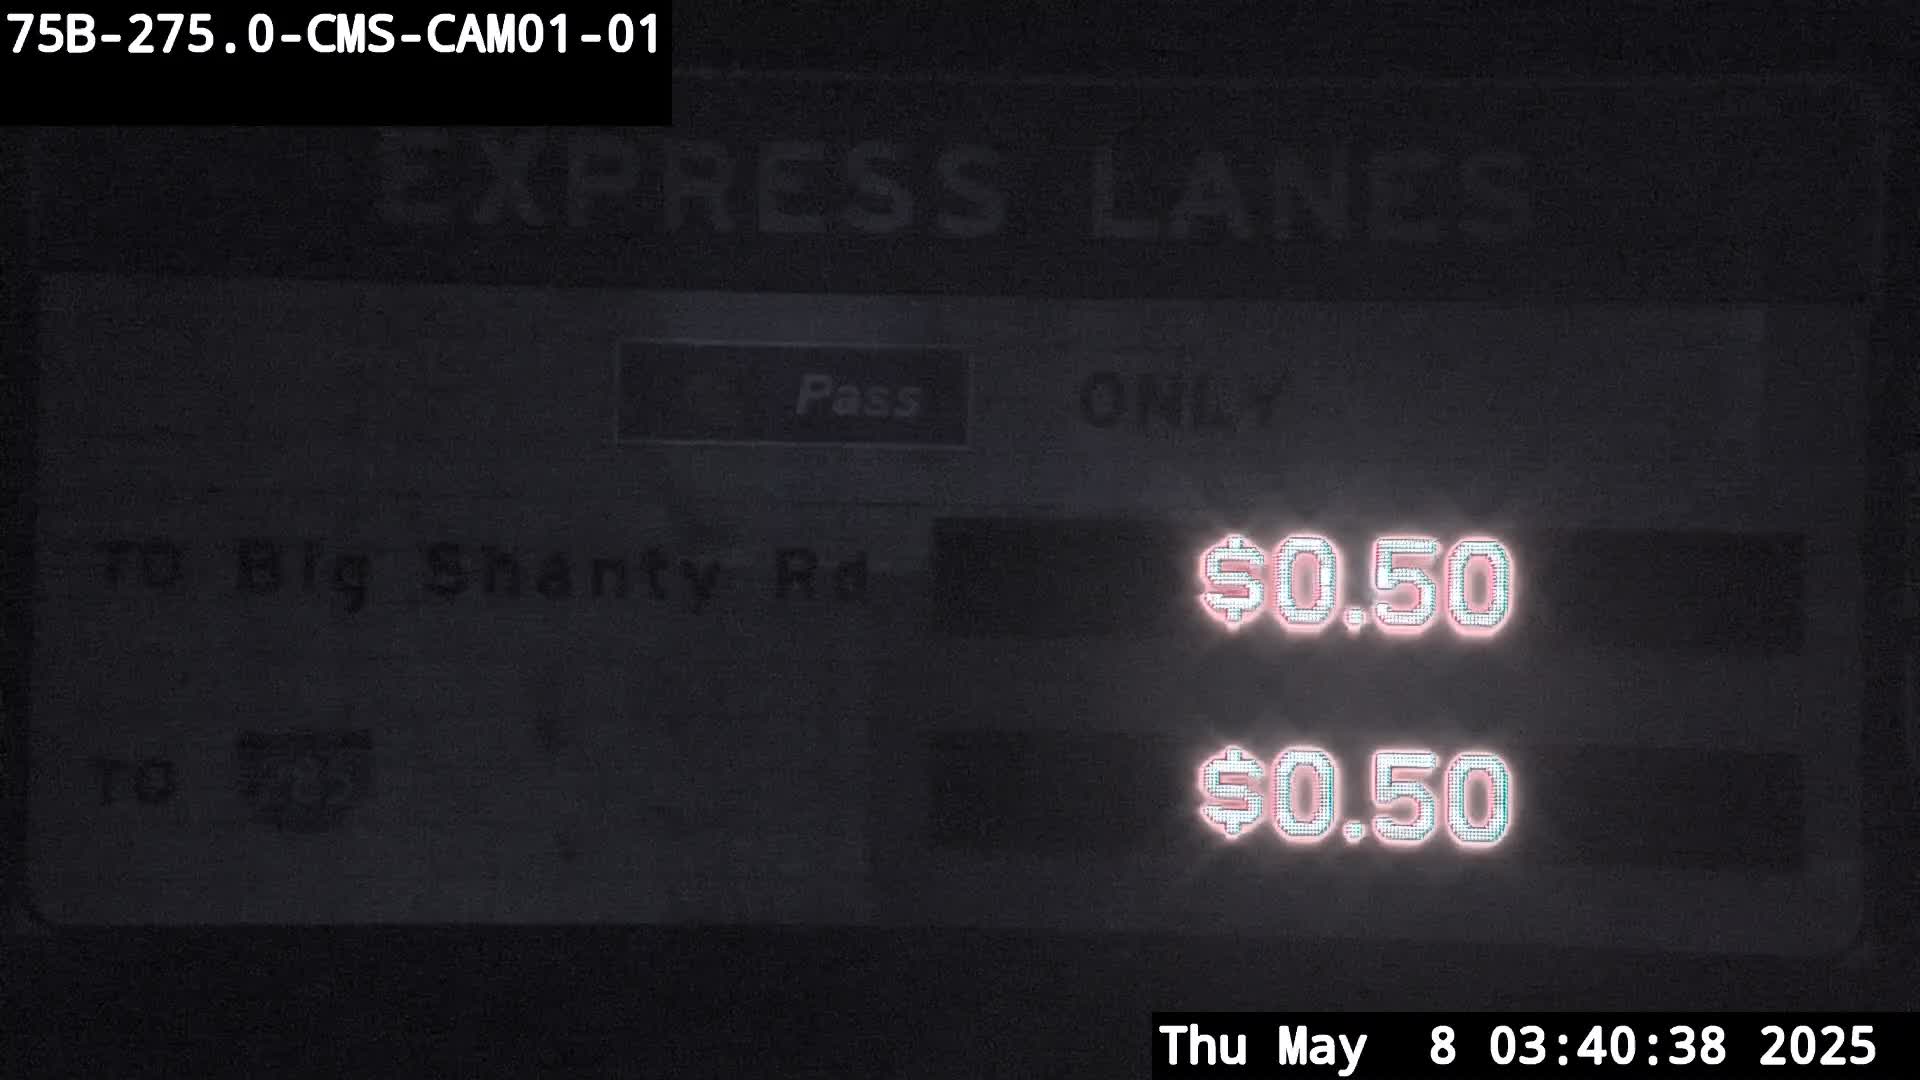 75B-275.0-CMS-CAM01-01
EXPRESS LANES
Pass ONLY
TO Big Shanty Rd $0.50
TO $0.50
Thu May 8 03:40:38 2025